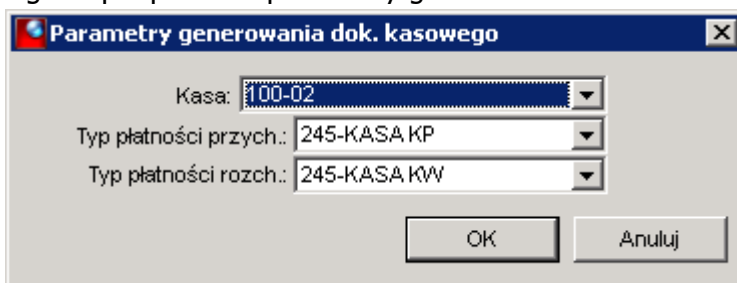 Parametry generowania dok. kasowego
Kasa: 100-02
Typ płatności przych.: 245-KASA KP
Typ płatności rozch.: 245-KASA KW
OK Anuluj